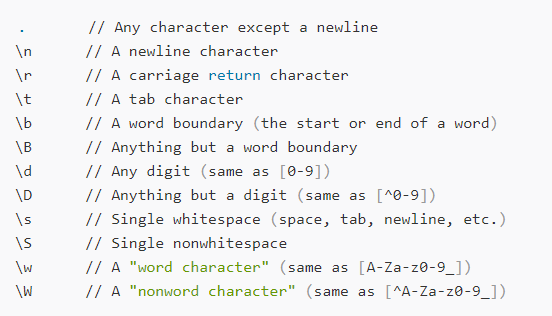 . // Any character except a newline
\n // A newline character
\r // A carriage return character
\t // A tab character
\b // A word boundary (the start or end of a word)
\B // Anything but a word boundary
\d // Any digit (same as [0-9])
\D // Anything but a digit (same as [^0-9])
\s // Single whitespace (space, tab, newline, etc.)
\S // Single nonwhitespace
\w // A "word character" (same as [A-Za-z0-9_])
\W // A "nonword character" (same as [^A-Za-z0-9_])